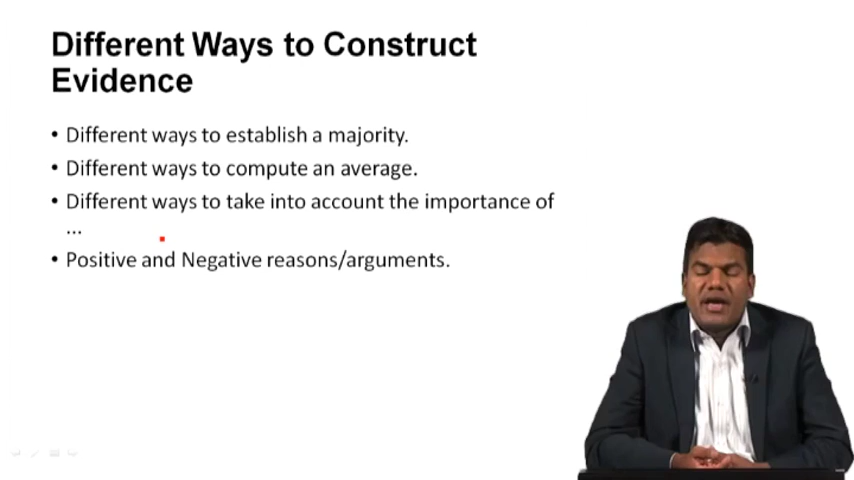 Different Ways to Construct
Evidence
• Different ways to establish a majority.
• Different ways to compute an average.
• Different ways to take into account the importance of
...
• Positive and Negative reasons/arguments.